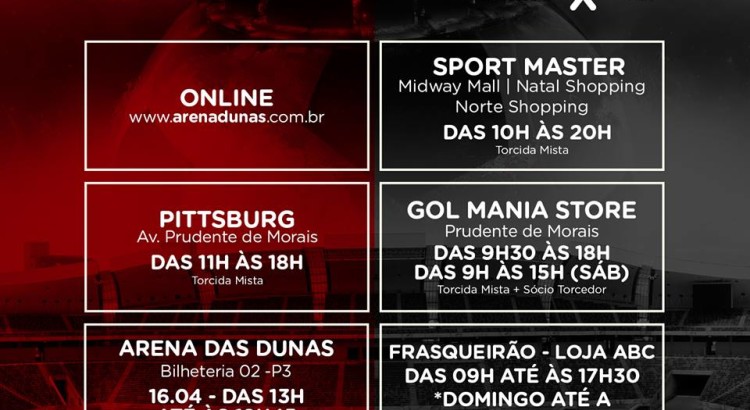 ONLINE
www.arenadunas.com.br
SPORT MASTER
Midway Mall | Natal Shopping
Norte Shopping
DAS 10H ÀS 20H
Torcida Mista
PITTSBURG
Av. Prudente de Morais
DAS 11H ÀS 18H
Torcida Mista
GOL MANIA STORE
Prudente de Morais
DAS 9H30 ÀS 18H
DAS 9H ÀS 15H (SÁB)
Torcida Mista + Sócio Torcedor
ARENA DAS DUNAS
Bilheteria 02 -P3
16.04 - DAS 13H
FRASQUEIRÃO - LOJA ABC
DAS 09H ATÉ ÀS 17H30
*DOMINGO ATÉ A